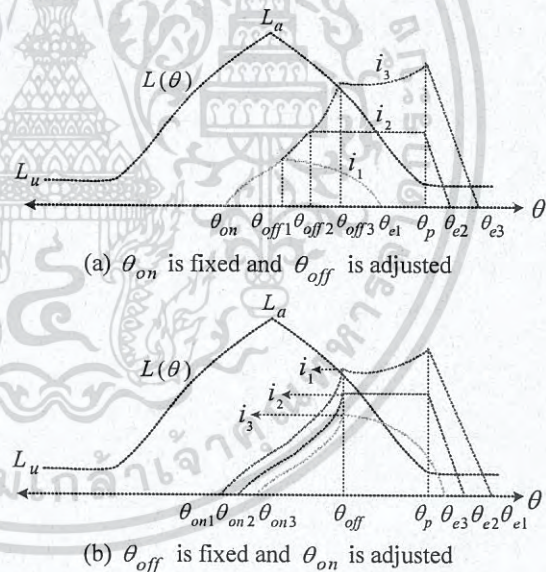 L_a
L(θ)
i_3
i_2
i_1
L_u
θ
θ_on θ_off1 θ_off2 θ_off3 θ_e1 θ_p θ_e2 θ_e3
(a) θ_on is fixed and θ_off is adjusted
L_a
L(θ)
i_1
i_2
i_3
L_u
θ
θ_on1 θ_on2 θ_on3 θ_off θ_p θ_e3 θ_e2 θ_e1
(b) θ_off is fixed and θ_on is adjusted